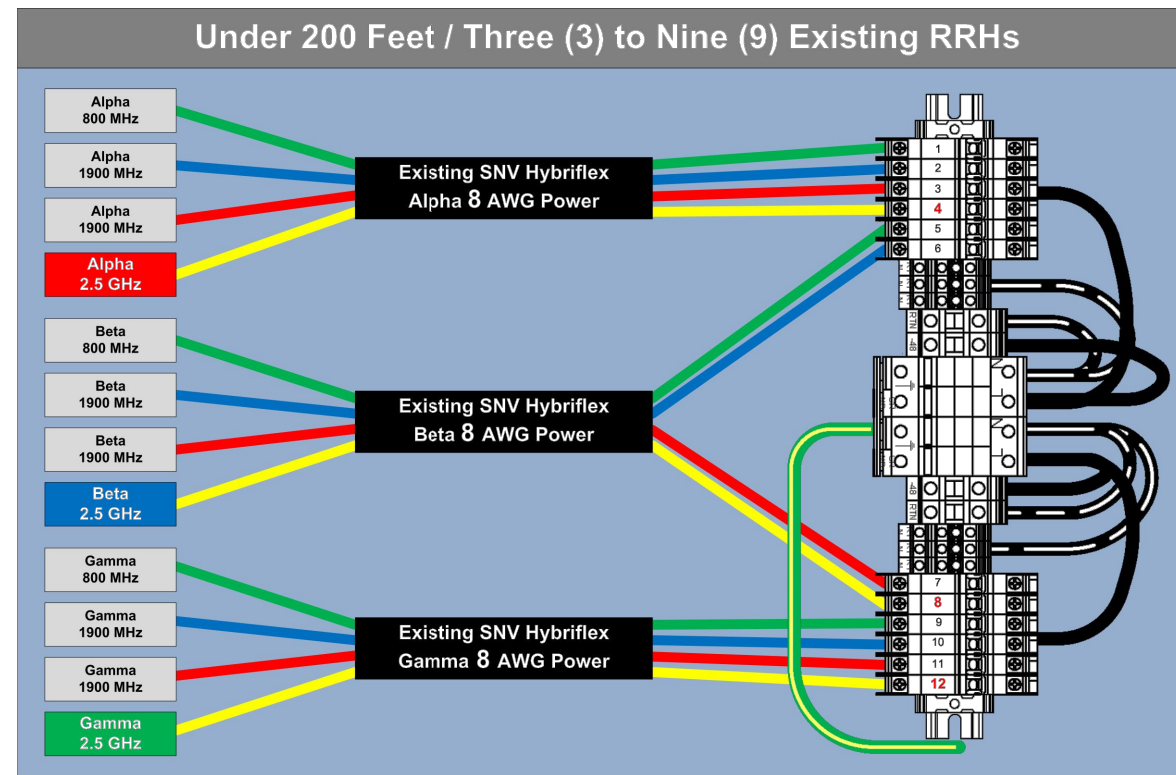 Under 200 Feet / Three (3) to Nine (9) Existing RRHs
Alpha
800 MHz
Alpha
1900 MHz
Alpha
1900 MHz
Alpha
2.5 GHz
Existing SNV Hybriflex
Alpha 8 AWG Power
Beta
800 MHz
Beta
1900 MHz
Beta
1900 MHz
Beta
2.5 GHz
Existing SNV Hybriflex
Beta 8 AWG Power
Gamma
800 MHz
Gamma
1900 MHz
Gamma
1900 MHz
Gamma
2.5 GHz
Existing SNV Hybriflex
Gamma 8 AWG Power
1
2
3
4
5
6
RTN
-48
N
L
N
L
-48
RTN
7
8
9
10
11
12